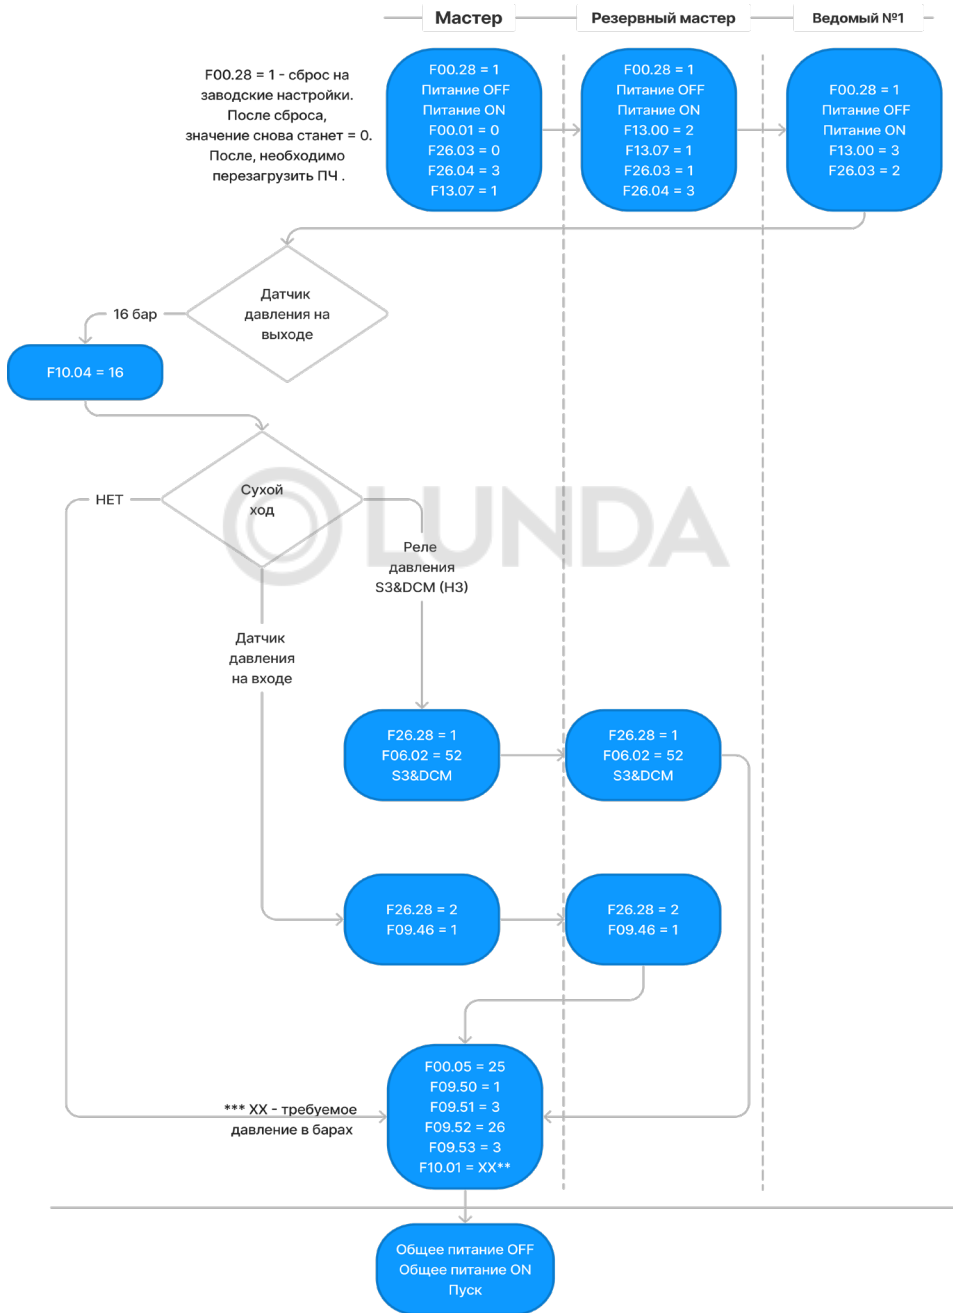 Мастер
Резервный мастер
Ведомый №1
F00.28 = 1 - сброс на
заводские настройки.
После сброса,
значение снова станет = 0.
После, необходимо
перезагрузить ПЧ .
F00.28 = 1
Питание OFF
Питание ON
F00.01 = 0
F26.03 = 0
F26.04 = 3
F13.07 = 1
F00.28 = 1
Питание OFF
Питание ON
F13.00 = 2
F13.07 = 1
F26.03 = 1
F26.04 = 3
F00.28 = 1
Питание OFF
Питание ON
F13.00 = 3
F26.03 = 2
Датчик
давления на
выходе
16 бар
F10.04 = 16
Сухой
ход
НЕТ
LUNDA
Реле
давления
S3&DCM (НЗ)
Датчик
давления
на входе
F26.28 = 1
F06.02 = 52
S3&DCM
F26.28 = 1
F06.02 = 52
S3&DCM
F26.28 = 2
F09.46 = 1
F26.28 = 2
F09.46 = 1
*** XX - требуемое
давление в барах
F00.05 = 25
F09.50 = 1
F09.51 = 3
F09.52 = 26
F09.53 = 3
F10.01 = XX**
Общее питание OFF
Общее питание ON
Пуск